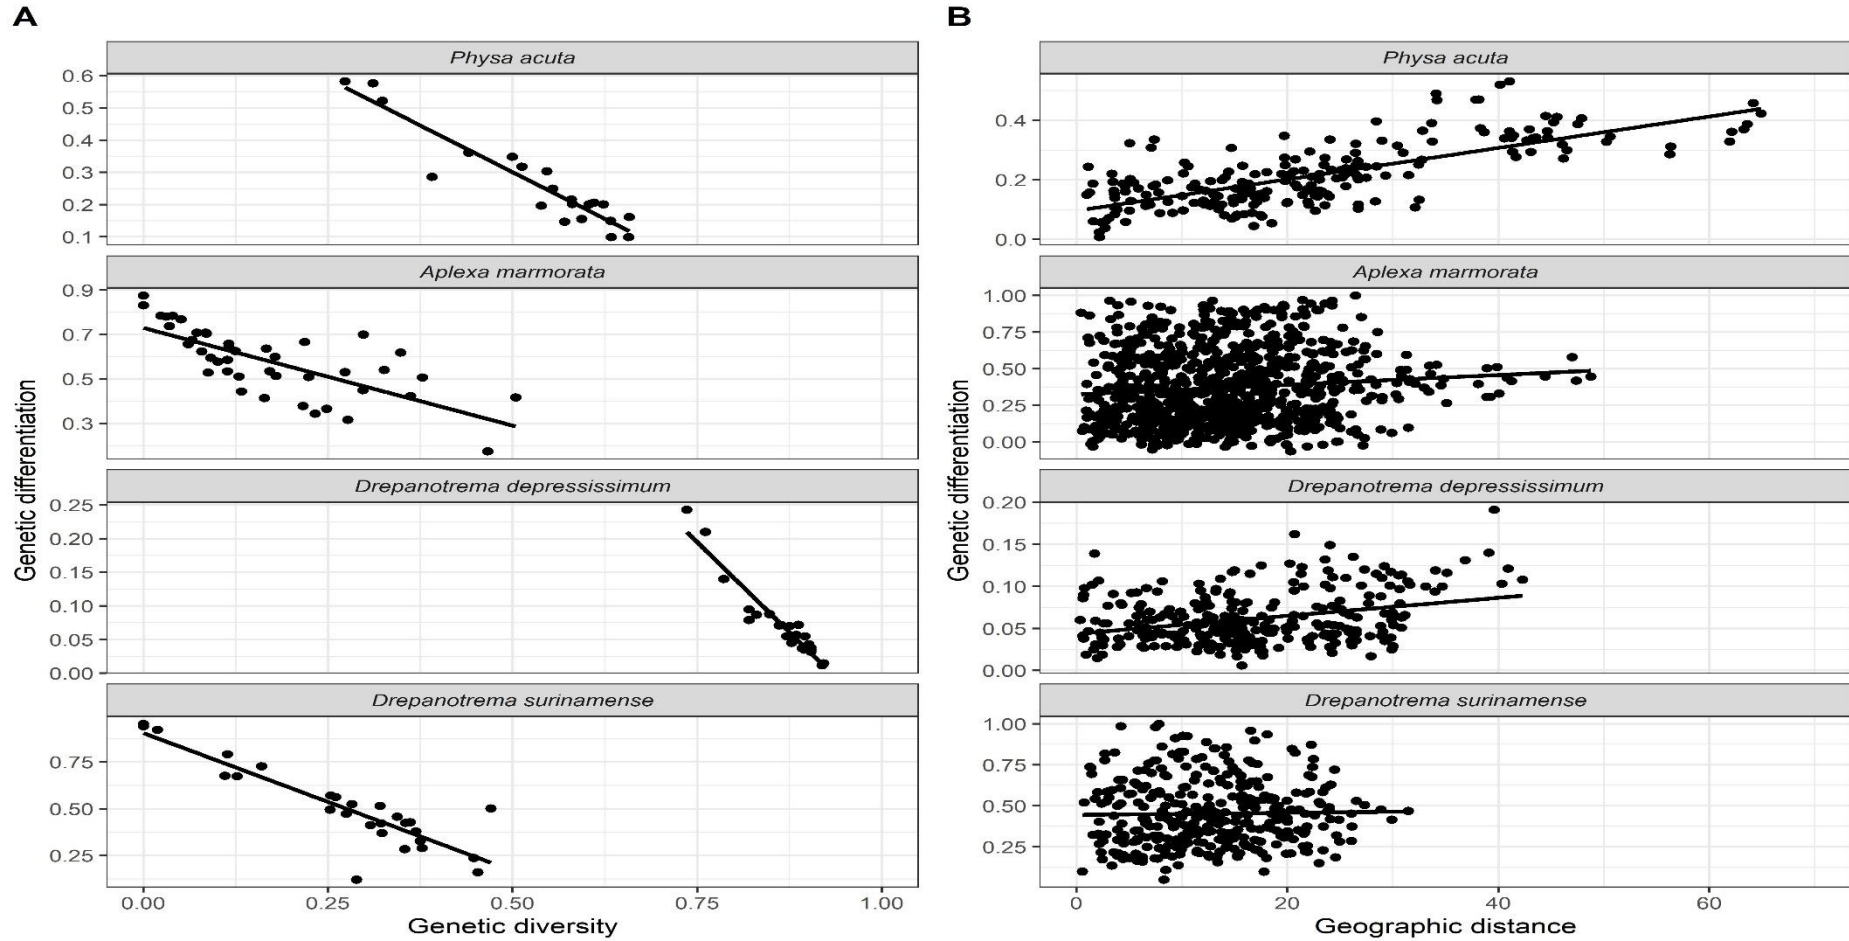 A
Physa acuta
0.6
0.5
0.4
0.3
0.2
0.1
Aplexa marmorata
0.9
0.7
0.5
0.3
Drepanotrema depressissimum
0.25
0.20
0.15
0.10
0.05
0.00
Drepanotrema surinamense
0.75
0.50
0.25
0.00 0.25 0.50 0.75 1.00
Genetic diversity
Genetic differentiation
B
Physa acuta
0.4
0.2
0.0
Aplexa marmorata
1.00
0.75
0.50
0.25
0.00
Drepanotrema depressissimum
0.20
0.15
0.10
0.05
0.00
Drepanotrema surinamense
1.00
0.75
0.50
0.25
0 20 40 60
Geographic distance
Genetic differentiation